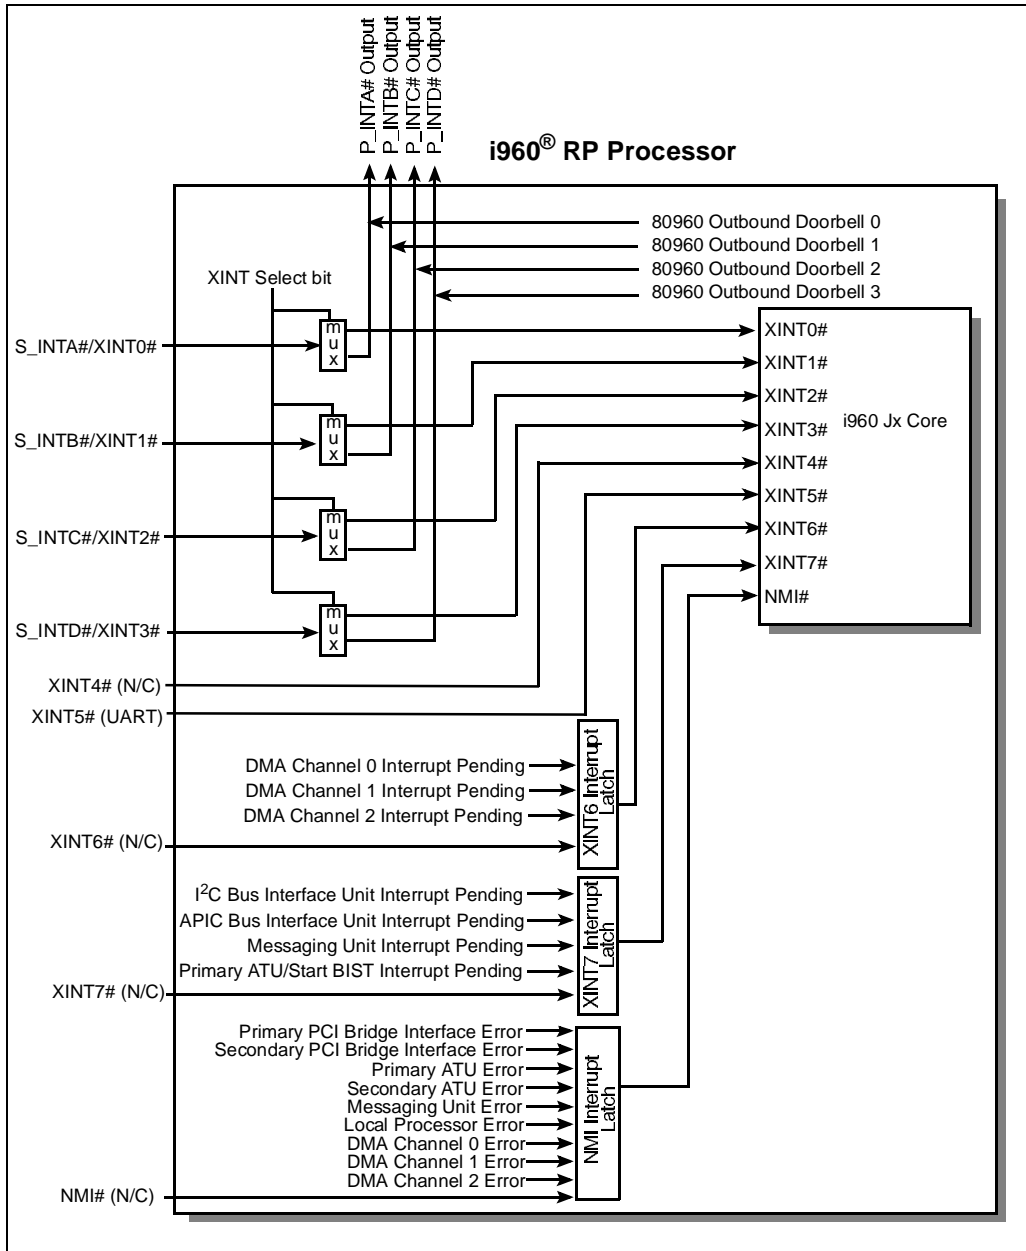 P_INTA# Output
P_INTB# Output
P_INTC# Output
P_INTD# Output
i960® RP Processor
80960 Outbound Doorbell 0
80960 Outbound Doorbell 1
80960 Outbound Doorbell 2
80960 Outbound Doorbell 3
XINT Select bit
S_INTA#/XINT0#
mux
S_INTB#/XINT1#
mux
S_INTC#/XINT2#
mux
S_INTD#/XINT3#
mux
XINT0#
XINT1#
XINT2#
XINT3#
XINT4#
XINT5#
XINT6#
XINT7#
NMI#
i960 Jx Core
XINT4# (N/C)
XINT5# (UART)
DMA Channel 0 Interrupt Pending
DMA Channel 1 Interrupt Pending
DMA Channel 2 Interrupt Pending
XINT6# (N/C)
XINT6 Interrupt
Latch
I²C Bus Interface Unit Interrupt Pending
APIC Bus Interface Unit Interrupt Pending
Messaging Unit Interrupt Pending
Primary ATU/Start BIST Interrupt Pending
XINT7# (N/C)
XINT7 Interrupt
Latch
Primary PCI Bridge Interface Error
Secondary PCI Bridge Interface Error
Primary ATU Error
Secondary ATU Error
Messaging Unit Error
Local Processor Error
DMA Channel 0 Error
DMA Channel 1 Error
DMA Channel 2 Error
NMI# (N/C)
NMI Interrupt
Latch